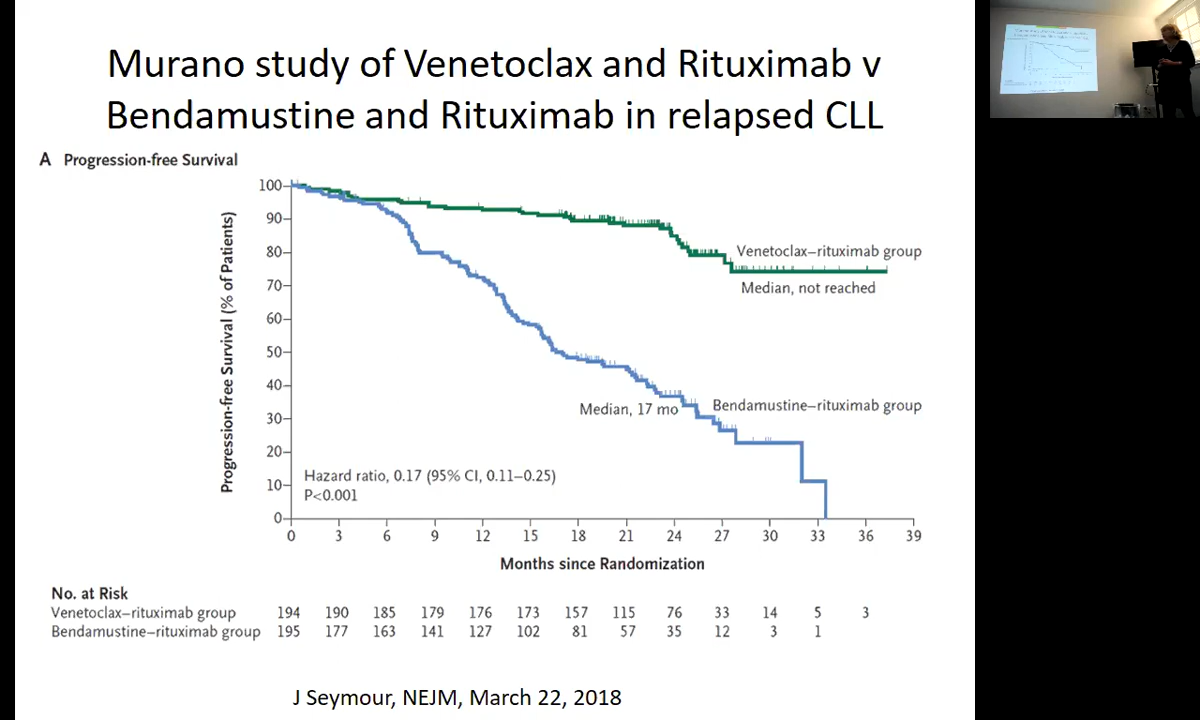 Murano study of Venetoclax and Rituximab v
Bendamustine and Rituximab in relapsed CLL
A Progression-free Survival
Progression-free Survival (% of Patients)
100
90
80
70
60
50
40
30
20
10
0
Venetoclax–rituximab group
Median, not reached
Median, 17 mo
Bendamustine–rituximab group
Hazard ratio, 0.17 (95% CI, 0.11–0.25)
P<0.001
0 3 6 9 12 15 18 21 24 27 30 33 36 39
Months since Randomization
No. at Risk
Venetoclax–rituximab group 194 190 185 179 176 173 157 115 76 33 14 5 3
Bendamustine–rituximab group 195 177 163 141 127 102 81 57 35 12 3 1
J Seymour, NEJM, March 22, 2018